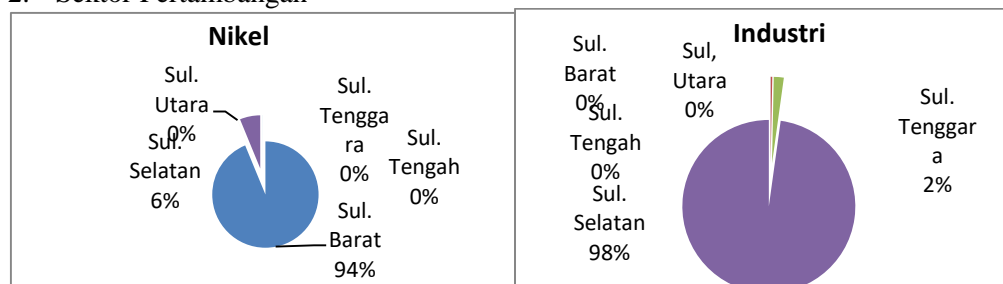 2. Sektor Pertambangan
Nikel
Sul.
Utara
0%
Sul.
Selatan
6%
Sul.
Tengga
ra
0%
Sul.
Tengah
0%
Sul.
Barat
94%
Industri
Sul.
Barat
0%
Sul,
Utara
0%
Sul.
Tengah
0%
Sul.
Selatan
98%
Sul.
Tenggar
a
2%